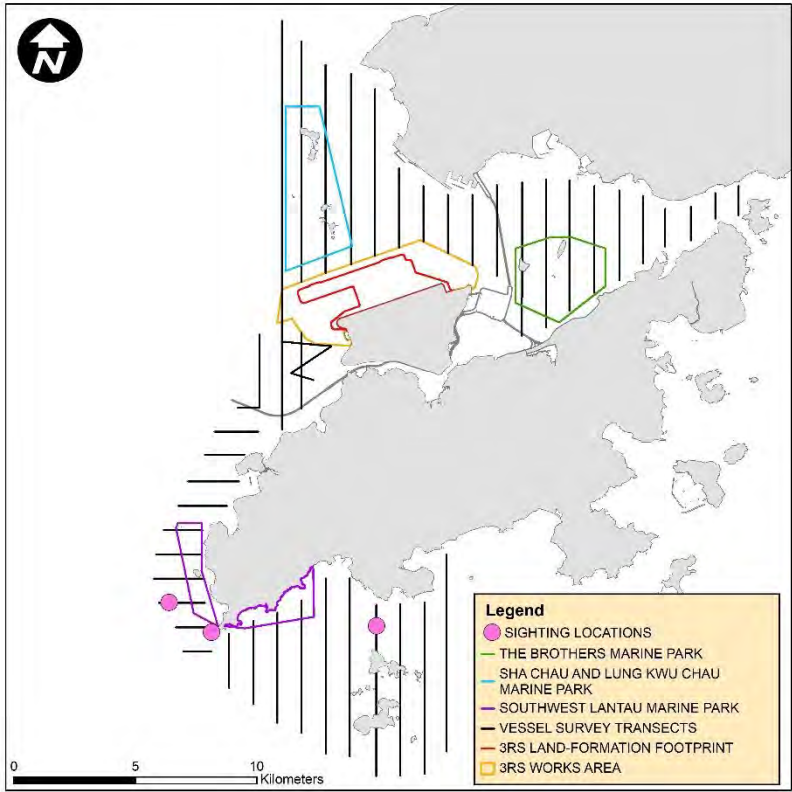 N
Legend
SIGHTING LOCATIONS
THE BROTHERS MARINE PARK
SHA CHAU AND LUNG KWU CHAU
MARINE PARK
SOUTHWEST LANTAU MARINE PARK
VESSEL SURVEY TRANSECTS
3RS LAND-FORMATION FOOTPRINT
3RS WORKS AREA
0 5 10
Kilometers